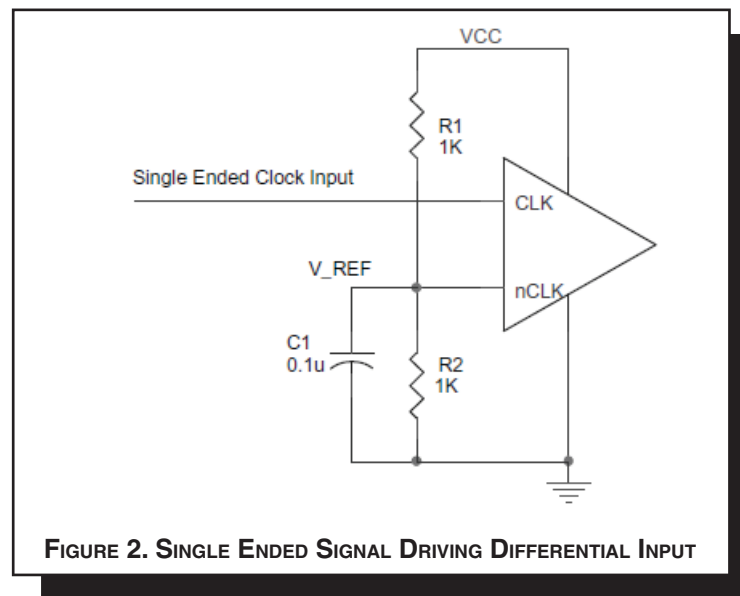 VCC
R1
1K
Single Ended Clock Input
CLK
V_REF
nCLK
C1
0.1u
R2
1K
FIGURE 2. SINGLE ENDED SIGNAL DRIVING DIFFERENTIAL INPUT